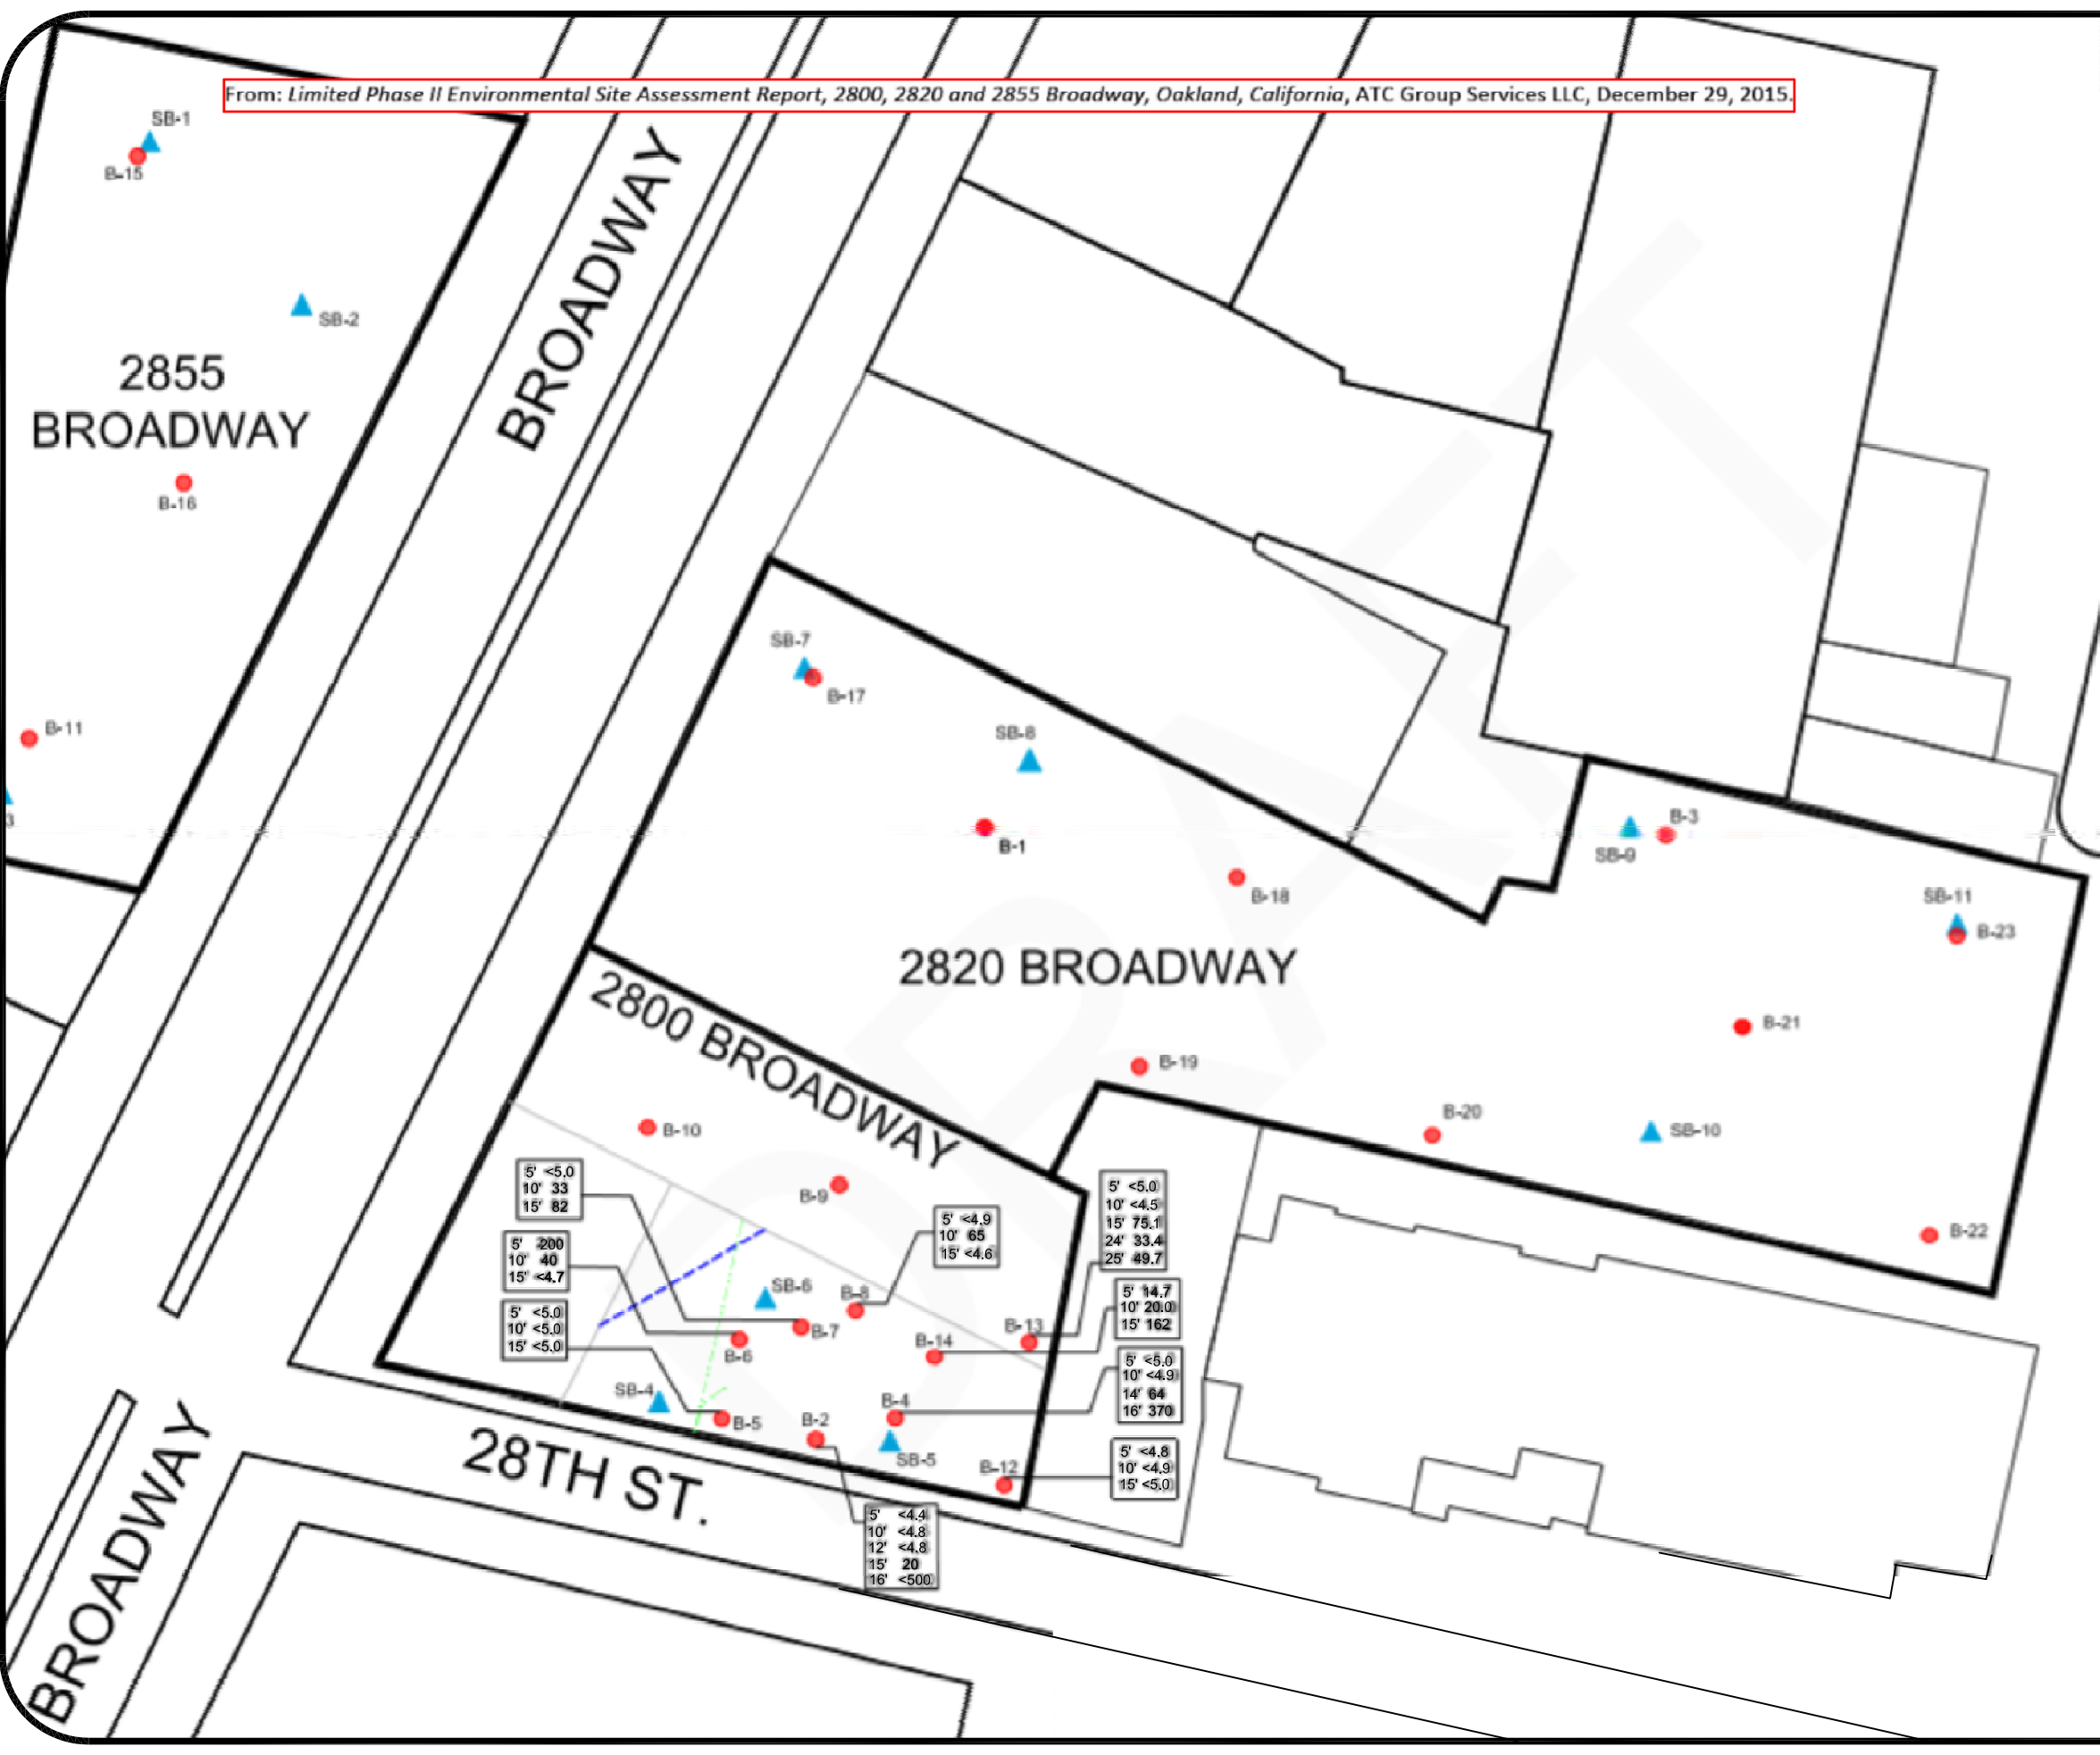 From: Limited Phase II Environmental Site Assessment Report, 2800, 2820 and 2855 Broadway, Oakland, California, ATC Group Services LLC, December 29, 2015.
SB-1
B-15
BROADWAY
SB-2
2855
BROADWAY
B-16
SB-7
B-17
B-11
SB-8
3
B-1
B-3
SB-9
B-18
SB-11
B-23
2820 BROADWAY
2800 BROADWAY
B-21
B-19
B-20
SB-10
B-10
B-9
B-22
5' <5.0
10' 33
15' 82
5' 200
10' 40
15' <4.7
5' <5.0
10' <5.0
15' <5.0
5' <4.9
10' 65
15' <4.6
5' <5.0
10' <4.5
15' 75.1
24' 33.4
25' 49.7
5' 14.7
10' 20.0
15' 162
5' <5.0
10' <4.9
14' 64
16' 370
5' <4.8
10' <4.9
15' <5.0
SB-6
B-8
B-7
B-6
B-14
B-13
SB-4
B-5
B-2
B-4
SB-5
B-12
5' <4.4
10' <4.8
12' <4.8
15' 20
16' <500
28TH ST.
BROADWAY
DRAFT